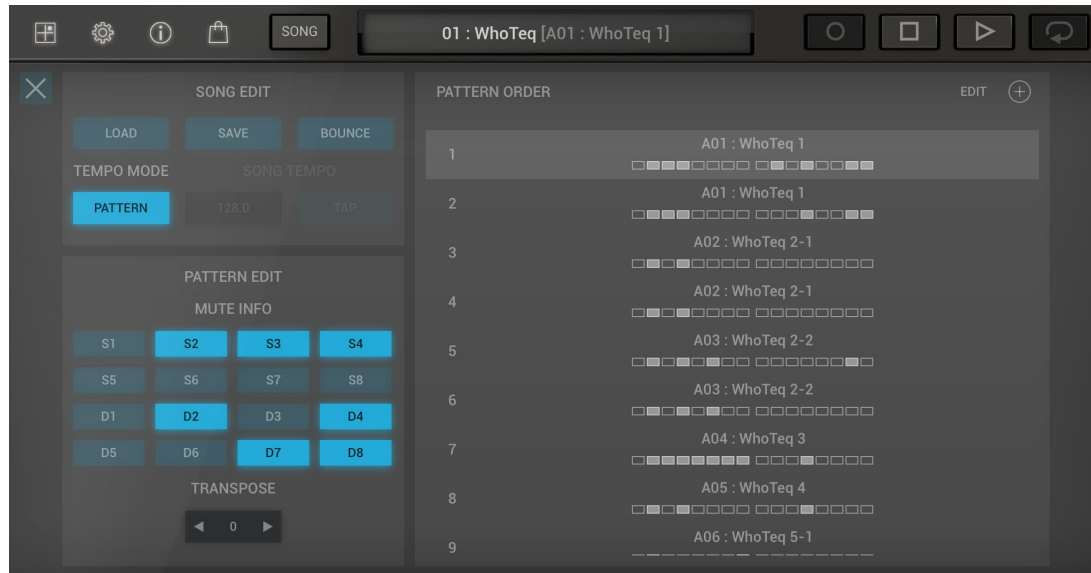 SONG
01 : WhoTeq [A01 : WhoTeq 1]
SONG EDIT
LOAD SAVE BOUNCE
TEMPO MODE SONG TEMPO
PATTERN 128.0 TAP
PATTERN EDIT
MUTE INFO
S1 S2 S3 S4
S5 S6 S7 S8
D1 D2 D3 D4
D5 D6 D7 D8
TRANSPOSE
0
PATTERN ORDER EDIT
1 A01 : WhoTeq 1
2 A01 : WhoTeq 1
3 A02 : WhoTeq 2-1
4 A02 : WhoTeq 2-1
5 A03 : WhoTeq 2-2
6 A03 : WhoTeq 2-2
7 A04 : WhoTeq 3
8 A05 : WhoTeq 4
9 A06 : WhoTeq 5-1